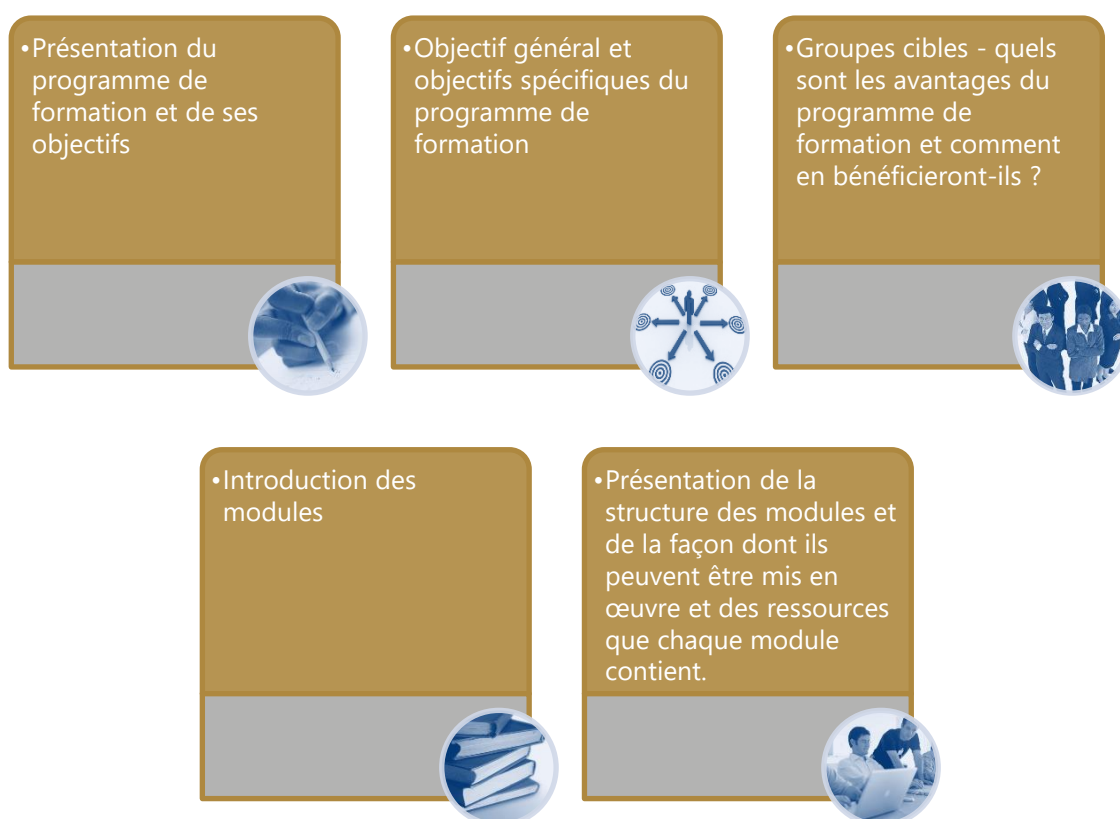 •Présentation du
programme de
formation et de ses
objectifs
•Objectif général et
objectifs spécifiques du
programme de
formation
•Groupes cibles - quels
sont les avantages du
programme de
formation et comment
en bénéficieront-ils ?
•Introduction des
modules
•Présentation de la
structure des modules et
de la façon dont ils
peuvent être mis en
œuvre et des ressources
que chaque module
contient.